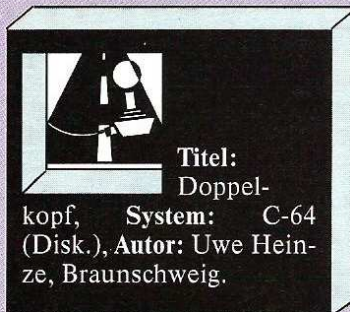 Titel:
Doppel-
kopf, System: C-64
(Disk.), Autor: Uwe Hein-
ze, Braunschweig.